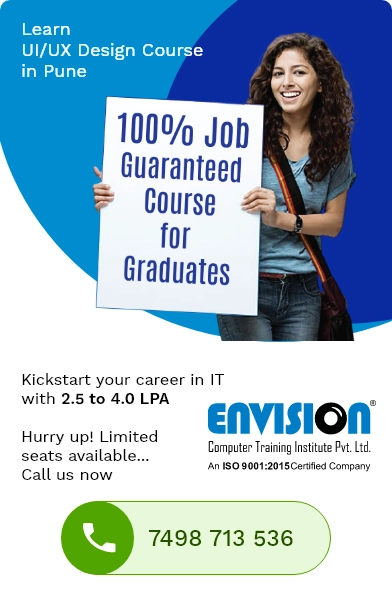 Learn
UI/UX Design Course
in Pune
100% Job
Guaranteed
Course
for
Graduates
Kickstart your career in IT
with 2.5 to 4.0 LPA
Hurry up! Limited
seats available...
Call us now
ENVISION®
Computer Training Institute Pvt. Ltd.
An ISO 9001:2015 Certified Company
7498 713 536